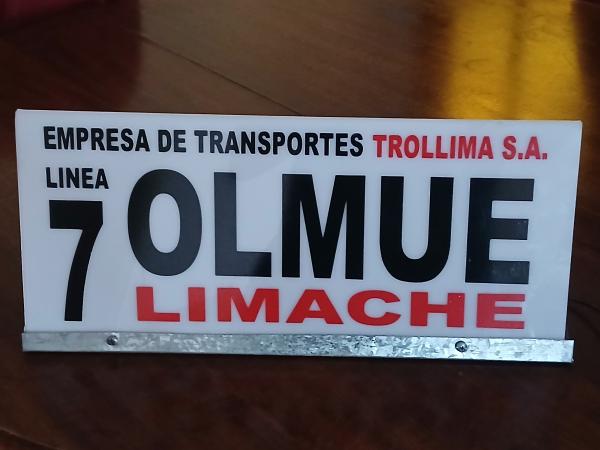 EMPRESA DE TRANSPORTES TROLLIMA S.A.
LINEA
7 OLMUE
LIMACHE